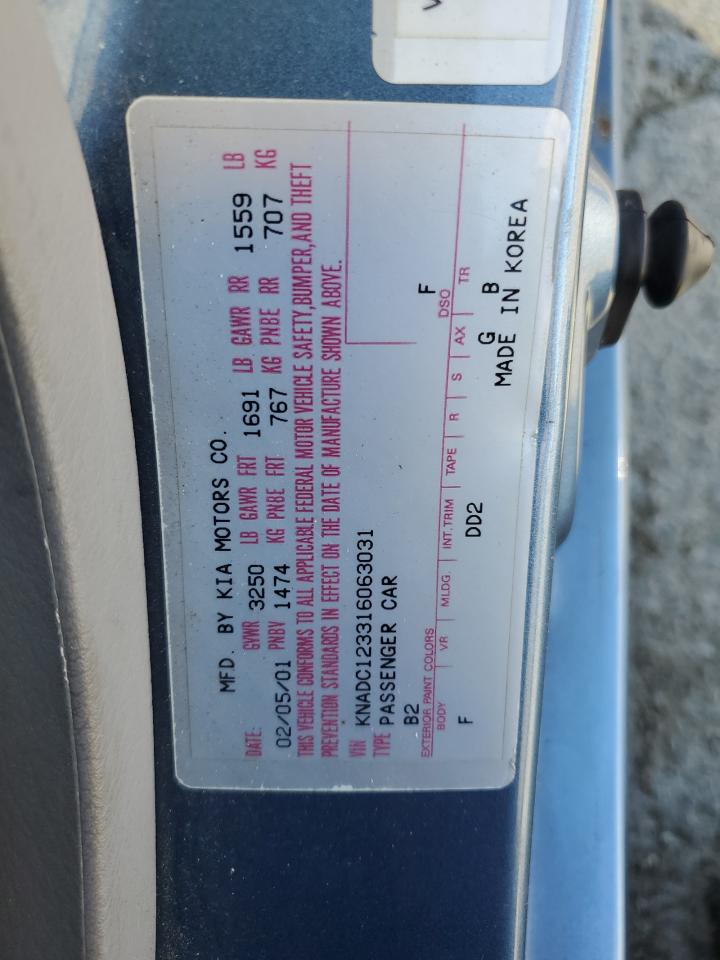 MFD. BY KIA MOTORS CO.
DATE: GVWR 3250 LB GAWR FRT 1691 LB GAWR RR 1559 LB
02/05/01 PNBV 1474 KG PNBE FRT 767 KG PNBE RR 707 KG
THIS VEHICLE CONFORMS TO ALL APPLICABLE FEDERAL MOTOR VEHICLE SAFETY,BUMPER,AND THEFT
PREVENTION STANDARDS IN EFFECT ON THE DATE OF MANUFACTURE SHOWN ABOVE.
VIN KNADC123316063031
TYPE PASSENGER CAR
B2 F
EXTERIOR PAINT COLORS DSO
BODY VR MLDG. INT.TRIM TAPE R S AX TR
F DD2 G B
MADE IN KOREA